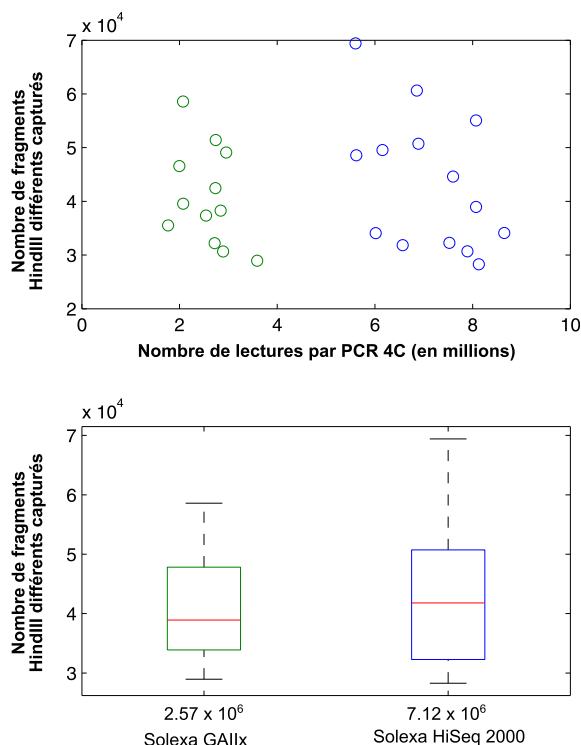 x 10^4
7
6
5
4
3
2
Nombre de fragments
HindIII différents capturés
0 2 4 6 8 10
Nombre de lectures par PCR 4C (en millions)
x 10^4
7
6
5
4
3
Nombre de fragments
HindIII différents capturés
2.57 x 10^6 7.12 x 10^6
Solexa GAIIx Solexa HiSeq 2000